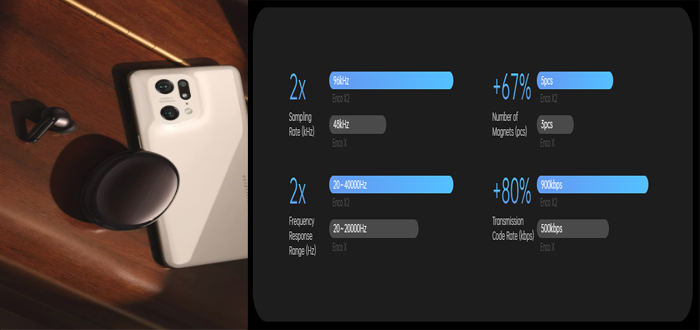 2x
Sampling
Rate (kHz)
96kHz
Enco X2
48kHz
Enco X
+67%
Number of
Magnets (pcs)
5pcs
Enco X2
3pcs
Enco X
2x
Frequency
Response
Range (Hz)
20~40000Hz
Enco X2
20~20000Hz
Enco X
+80%
Transmission
Code Rate (kbps)
900kbps
Enco X2
500kbps
Enco X